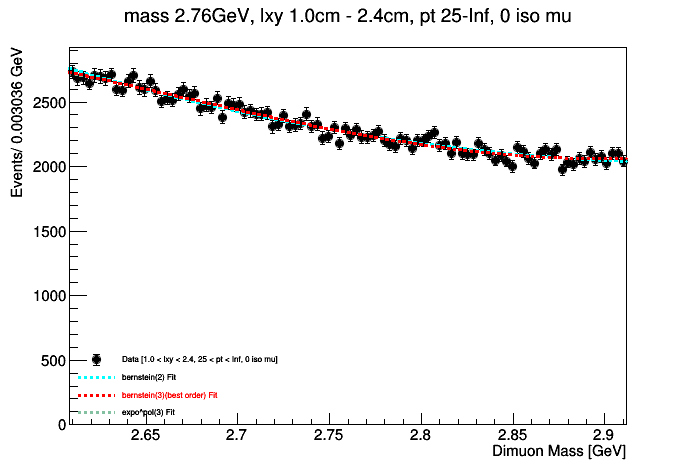 mass 2.76GeV, lxy 1.0cm - 2.4cm, pt 25-Inf, 0 iso mu
Events/ 0.003036 GeV
2500
2000
1500
1000
500
0
Data [1.0 < lxy < 2.4, 25 < pt < Inf, 0 iso mu]
bernstein(2) Fit
bernstein(3)(best order) Fit
expo*pol(3) Fit
2.65 2.7 2.75 2.8 2.85 2.9
Dimuon Mass [GeV]